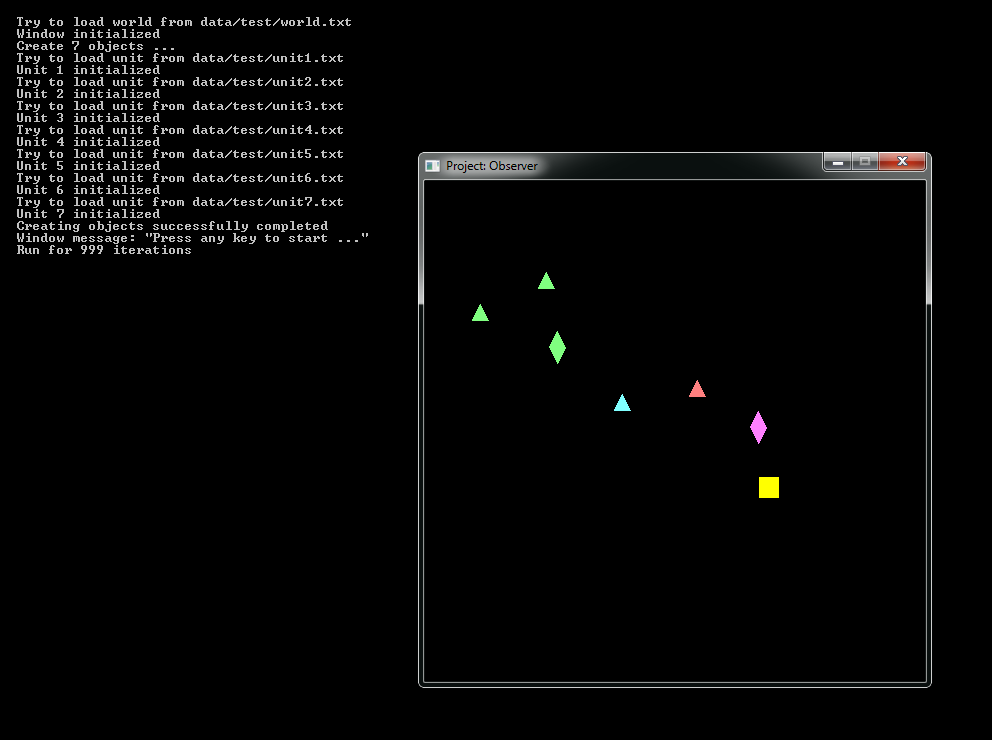 Try to load world from data/test/world.txt
Window initialized
Create 7 objects ...
Try to load unit from data/test/unit1.txt
Unit 1 initialized
Try to load unit from data/test/unit2.txt
Unit 2 initialized
Try to load unit from data/test/unit3.txt
Unit 3 initialized
Try to load unit from data/test/unit4.txt
Unit 4 initialized
Try to load unit from data/test/unit5.txt
Unit 5 initialized
Try to load unit from data/test/unit6.txt
Unit 6 initialized
Try to load unit from data/test/unit7.txt
Unit 7 initialized
Creating objects successfully completed
Window message: "Press any key to start ..."
Run for 999 iterations
Project: Observer